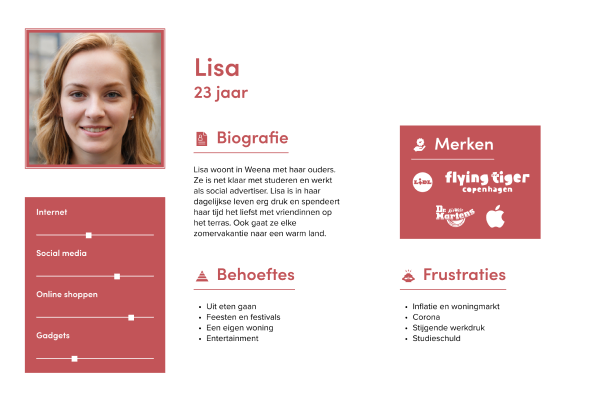 Lisa
23 jaar
Biografie
Lisa woont in Weena met haar ouders.
Ze is net klaar met studeren en werkt
als social advertiser. Lisa is in haar
dagelijkse leven erg druk en spendeert
haar tijd het liefst met vriendinnen op
het terras. Ook gaat ze elke
zomervakantie naar een warm land.
Merken
LiDL
flying tiger
copenhagen
Dr. Martens
Internet
Social media
Online shoppen
Gadgets
Behoeftes
• Uit eten gaan
• Feesten en festivals
• Een eigen woning
• Entertainment
Frustraties
• Inflatie en woningmarkt
• Corona
• Stijgende werkdruk
• Studieschuld